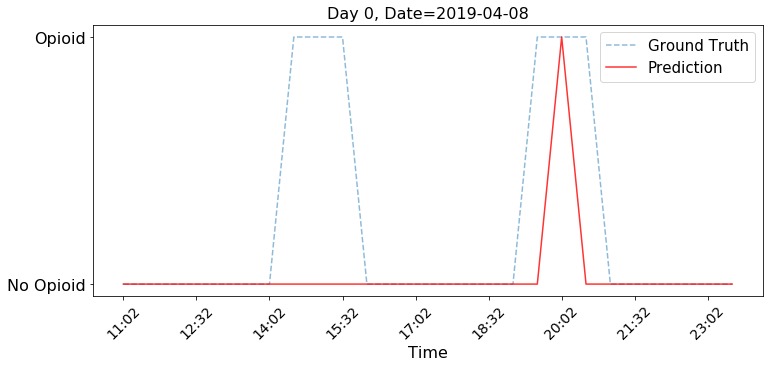 Day 0, Date=2019-04-08
Opioid
No Opioid
Ground Truth
Prediction
11:02
12:32
14:02
15:32
17:02
18:32
20:02
21:32
23:02
Time